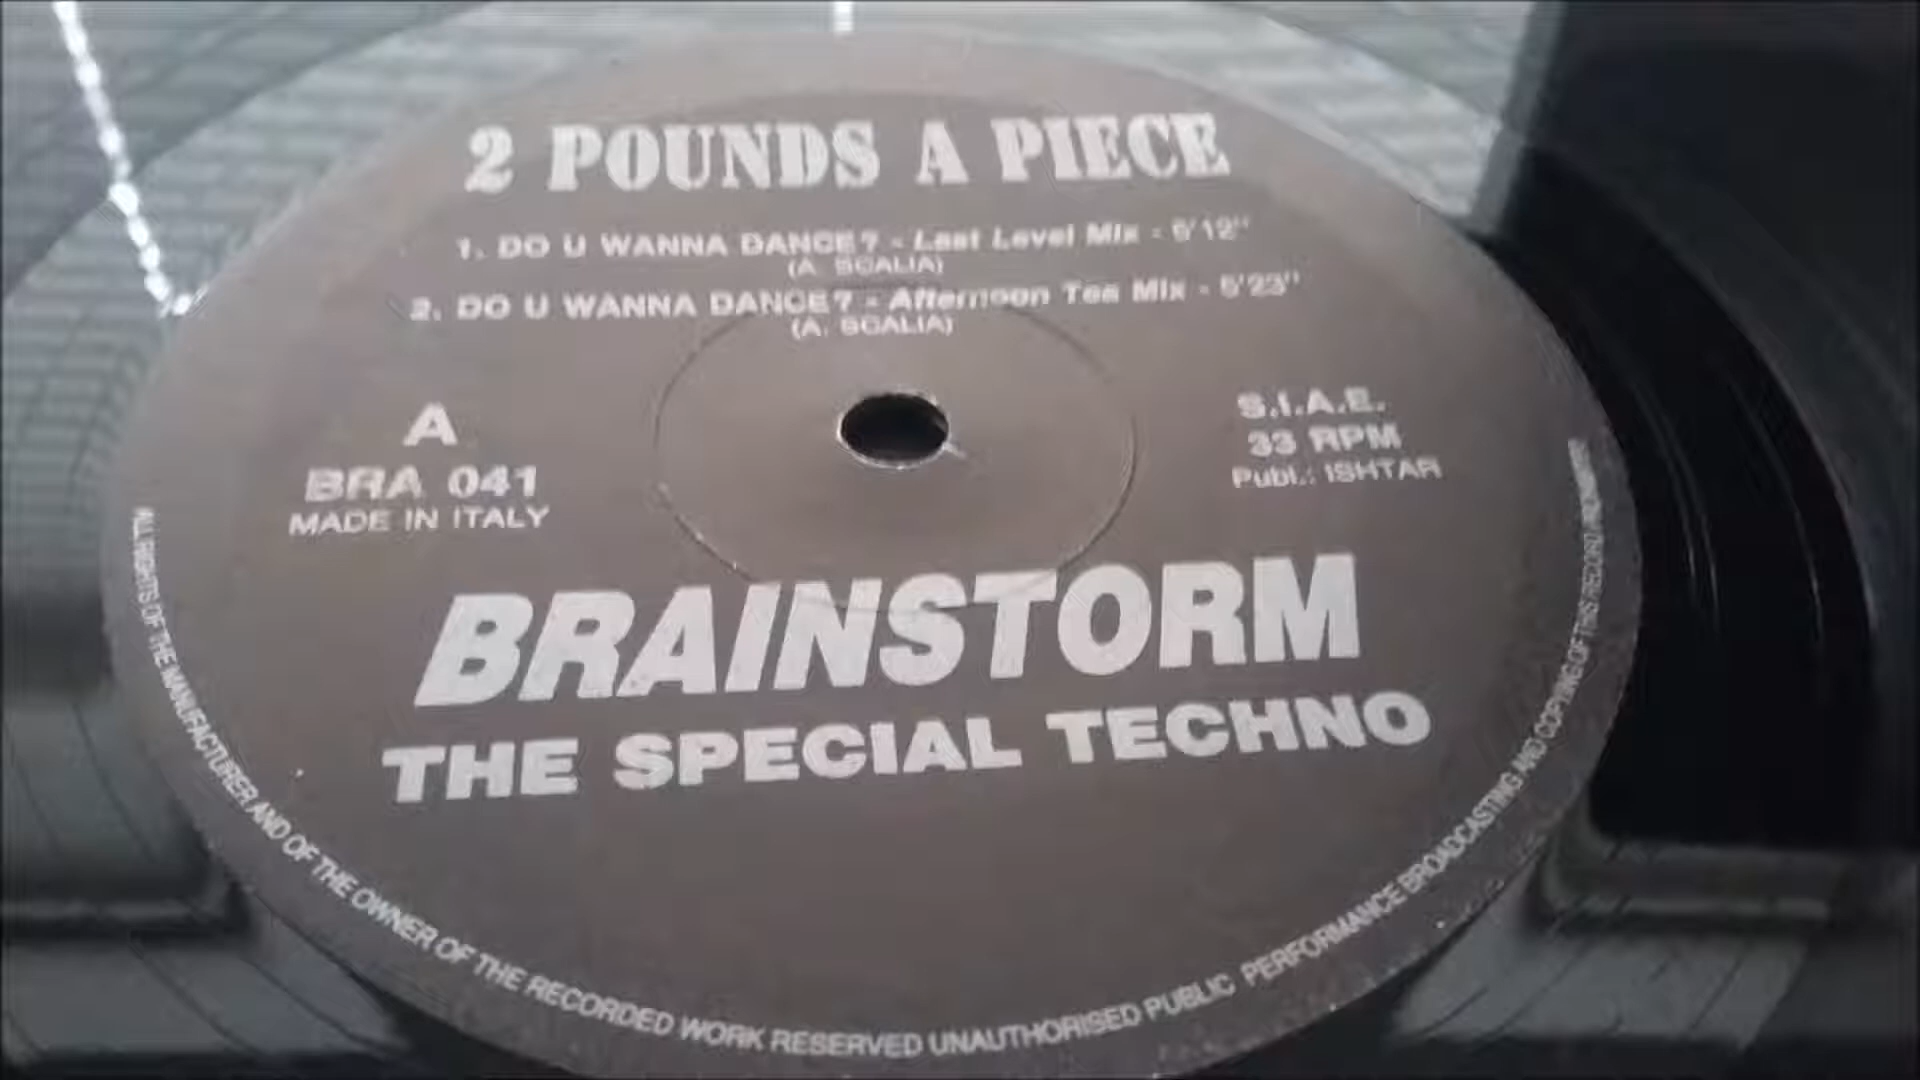 2 POUNDS A PIECE
1. DO U WANNA DANCE? - Last Level Mix - 5'12"
(A. SCALIA)
2. DO U WANNA DANCE? - Afternoon Tea Mix - 5'23"
(A. SCALIA)
A
BRA 041
MADE IN ITALY
S.I.A.E.
33 RPM
Publ.: ISHTAR
BRAINSTORM
THE SPECIAL TECHNO
ALL RIGHTS OF THE MANUFACTURER AND OF THE OWNER OF THE RECORDED WORK RESERVED UNAUTHORISED PUBLIC PERFORMANCE BROADCASTING AND COPYING OF THIS RECORD